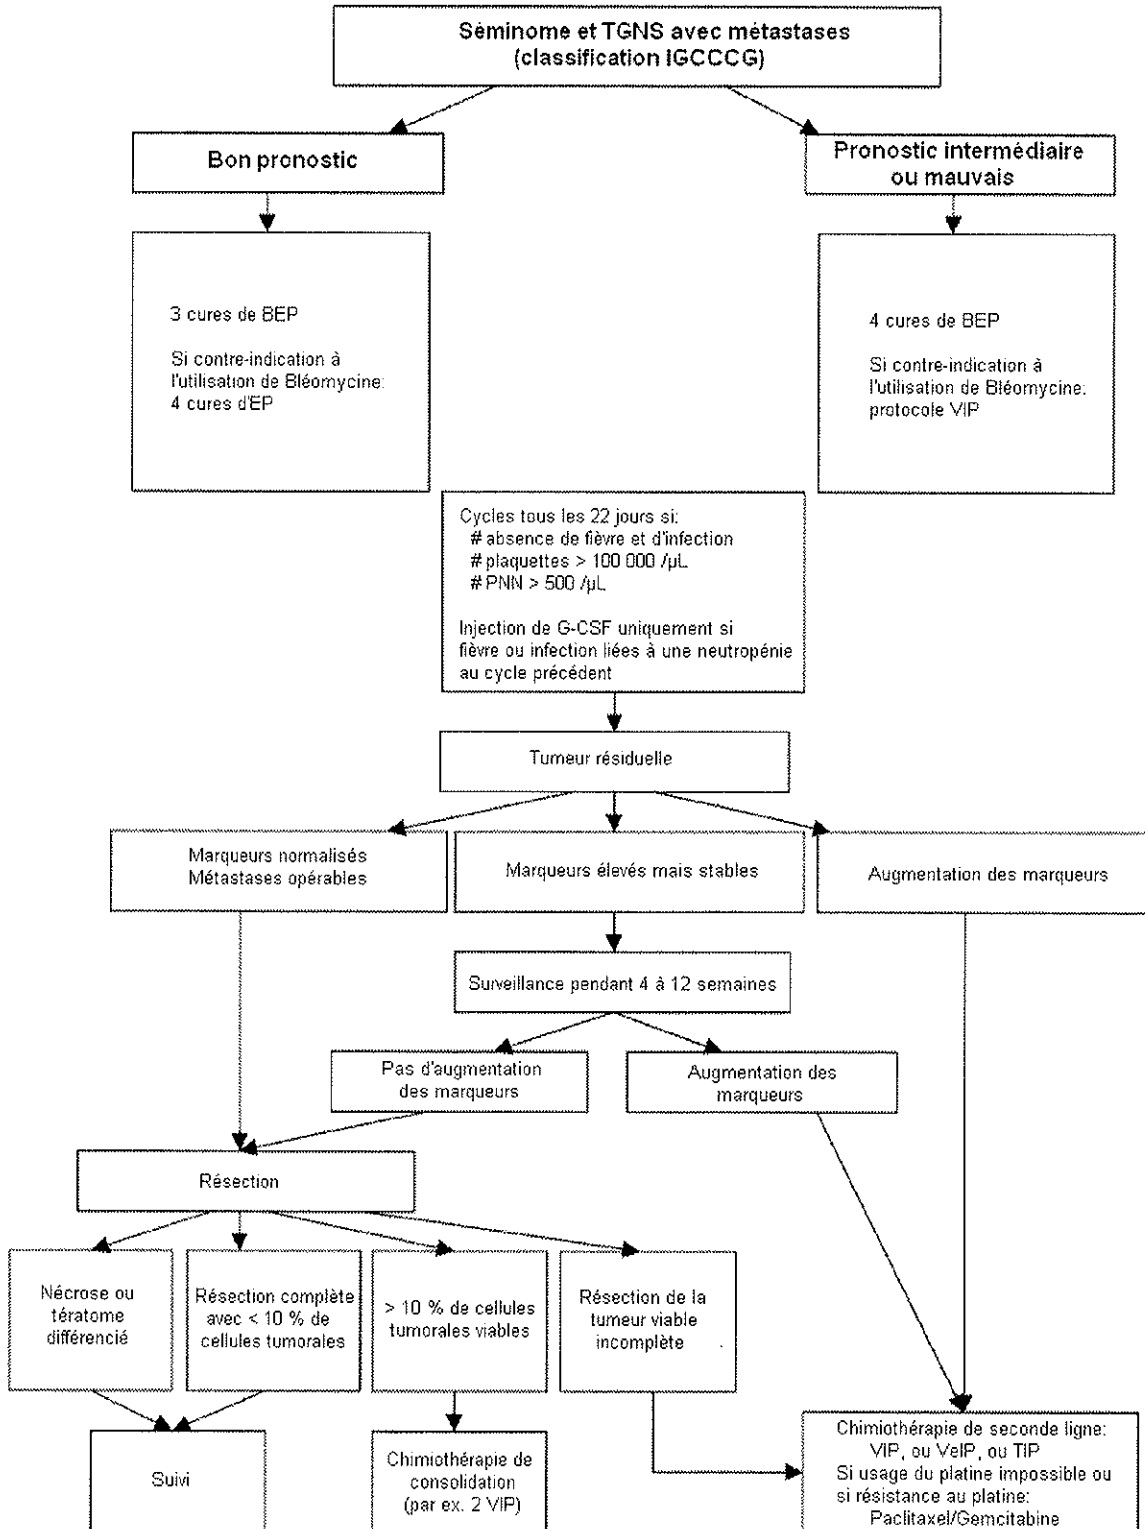 Séminome et TGNS avec métastases
(classification IGCCCG)
Bon pronostic
Pronostic intermédiaire
ou mauvais
3 cures de BEP
Si contre-indication à
l'utilisation de Bléomycine:
4 cures d'EP
4 cures de BEP
Si contre-indication à
l'utilisation de Bléomycine:
protocole VIP
Cycles tous les 22 jours si:
# absence de fièvre et d'infection
# plaquettes > 100 000 /µL
# PNN > 500 /µL
Injection de G-CSF uniquement si
fièvre ou infection liées à une neutropénie
au cycle précédent
Tumeur résiduelle
Marqueurs normalisés
Métastases opérables
Marqueurs élevés mais stables
Augmentation des marqueurs
Surveillance pendant 4 à 12 semaines
Pas d'augmentation
des marqueurs
Augmentation des
marqueurs
Résection
Nécrose ou
tératome
différencié
Résection complète
avec < 10 % de
cellules tumorales
> 10 % de cellules
tumorales viables
Résection de la
tumeur viable
incomplète
Suivi
Chimiothérapie de
consolidation
(par ex. 2 VIP)
Chimiothérapie de seconde ligne:
VIP, ou VeIP, ou TIP
Si usage du platine impossible ou
si résistance au platine:
Paclitaxel/Gemcitabine